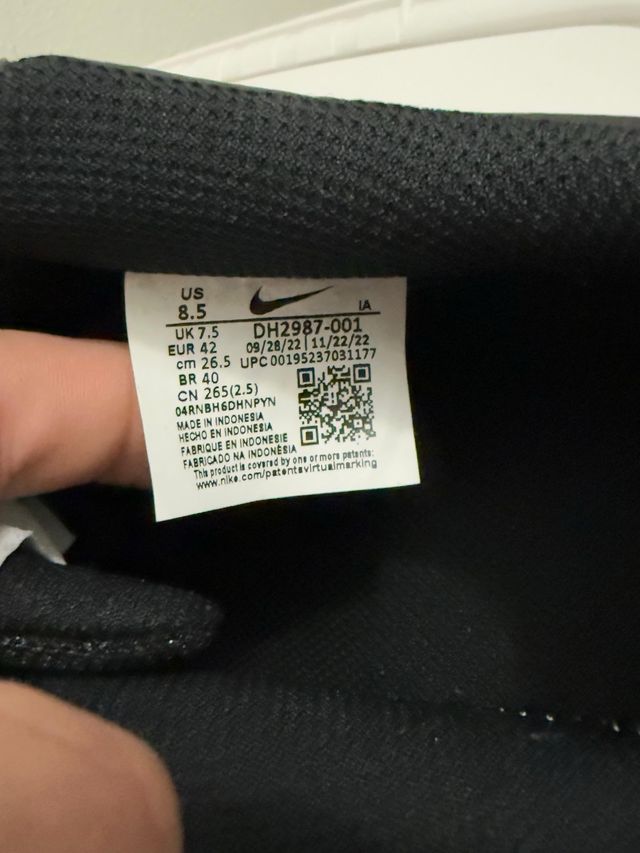 US
8.5
IA
UK 7.5
DH2987-001
EUR 42
09/28/22 | 11/22/22
cm 26.5
UPC 00195237031177
BR 40
CN 265(2.5)
04RNBH6DHNPYN
MADE IN INDONESIA
HECHO EN INDONESIA
FABRIQUE EN INDONESIE
FABRICADO NA INDONÉSIA
This product is covered by one or more patents:
www.nike.com/patentsvirtualmarking